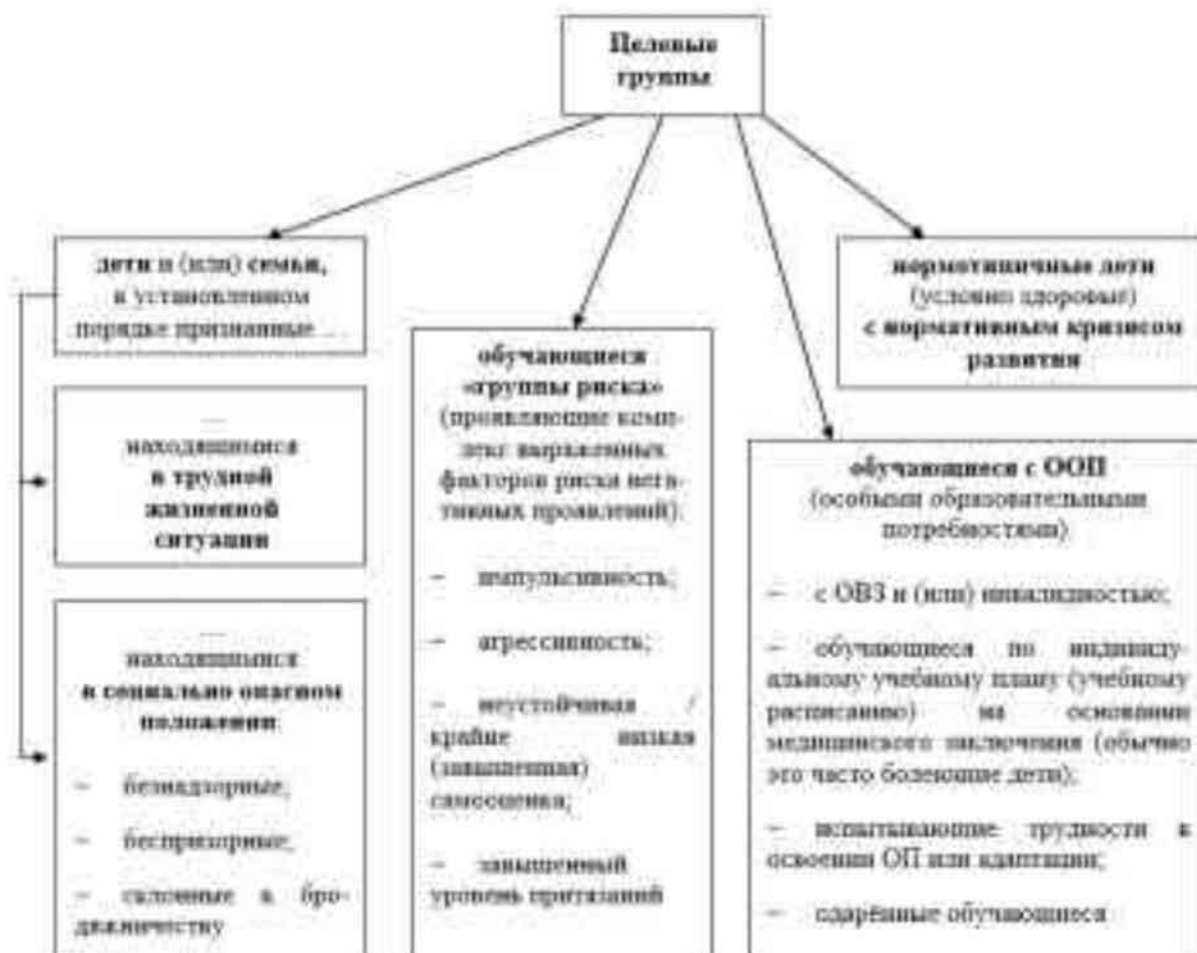 Целевые
группы
дети и (или) семьи,
в установленном
порядке признанные …
…
находящимися
в трудной
жизненной
ситуации
…
находящимися
в социально опасном
положении
– безнадзорные;
– беспризорные;
– склонные к бро-
дяжничеству
обучающиеся
«группы риска»
(проявляющие комп-
лекс выраженных
факторов риска нега-
тивных проявлений):
– импульсивность;
– агрессивность;
– неустойчивая /
крайне низкая
(завышенная)
самооценка;
– завышенный
уровень притязаний
нормотипичные дети
(условно здоровые)
с нормативным кризисом
развития
обучающиеся с ООП
(особыми образовательными
потребностями)
– с ОВЗ и (или) инвалидностью;
– обучающиеся по индивиду-
альному учебному плану (учебному
расписанию) на основании
медицинского заключения (обычно
это часто болеющие дети);
– испытывающие трудности в
освоении ОП или адаптации;
– одарённые обучающиеся